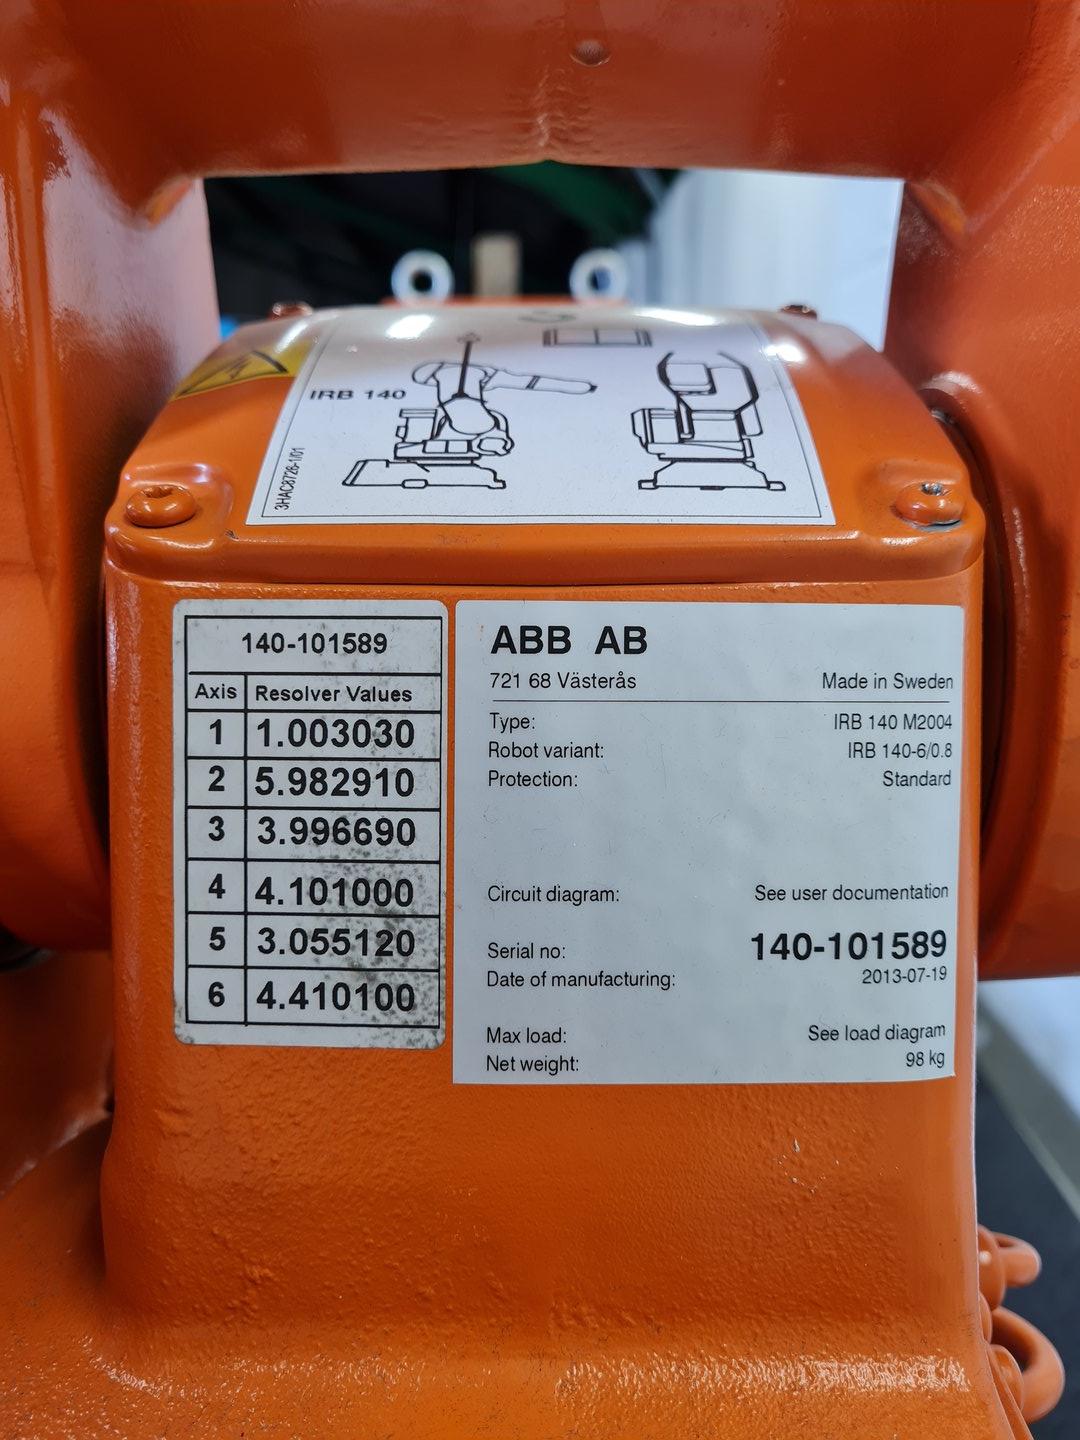 IRB 140
3HAC8726-1/01
140-101589
Axis Resolver Values
1 1.003030
2 5.982910
3 3.996690
4 4.101000
5 3.055120
6 4.410100
ABB AB
721 68 Västerås Made in Sweden
Type: IRB 140 M2004
Robot variant: IRB 140-6/0.8
Protection: Standard
Circuit diagram: See user documentation
Serial no: 140-101589
Date of manufacturing: 2013-07-19
Max load: See load diagram
Net weight: 98 kg